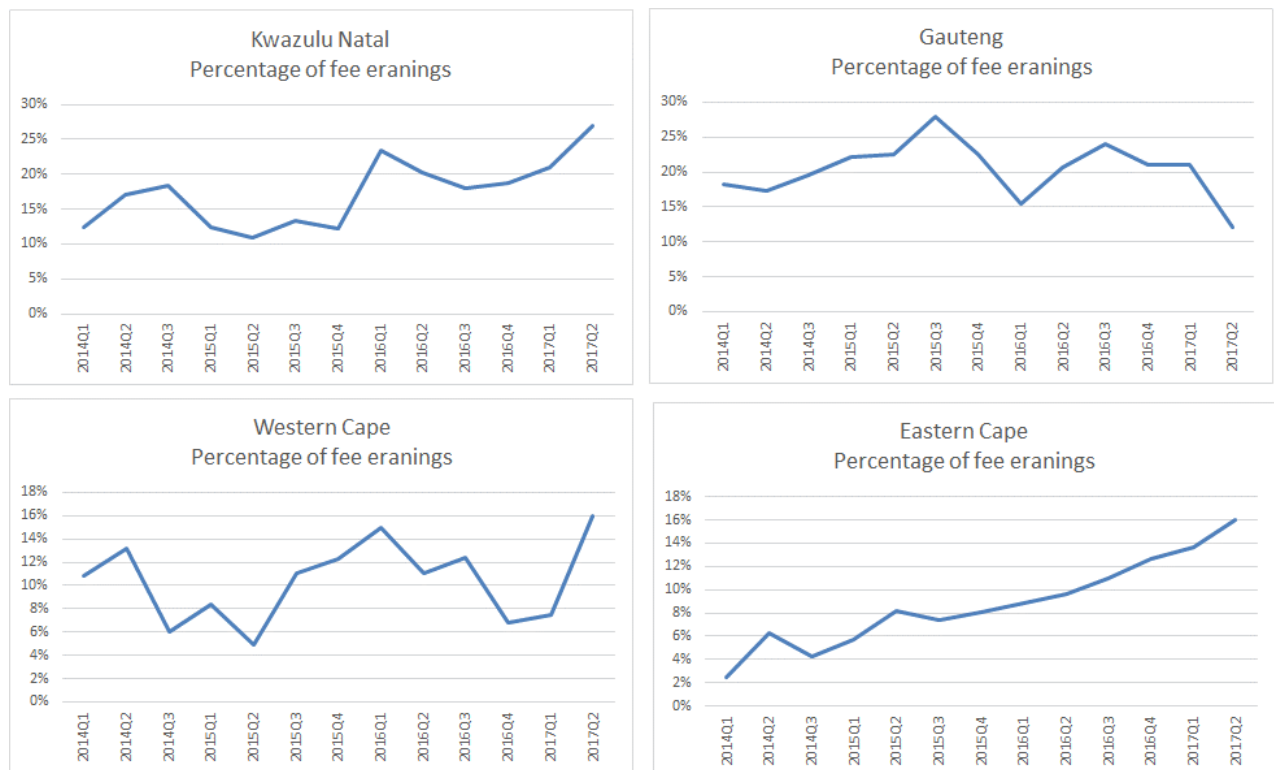 Kwazulu Natal
Percentage of fee eranings
30%
25%
20%
15%
10%
5%
0%
2014Q1
2014Q2
2014Q3
2015Q1
2015Q2
2015Q3
2015Q4
2016Q1
2016Q2
2016Q3
2016Q4
2017Q1
2017Q2
Gauteng
Percentage of fee eranings
30%
25%
20%
15%
10%
5%
0%
2014Q1
2014Q2
2014Q3
2015Q1
2015Q2
2015Q3
2015Q4
2016Q1
2016Q2
2016Q3
2016Q4
2017Q1
2017Q2
Western Cape
Percentage of fee eranings
18%
16%
14%
12%
10%
8%
6%
4%
2%
0%
2014Q1
2014Q2
2014Q3
2015Q1
2015Q2
2015Q3
2015Q4
2016Q1
2016Q2
2016Q3
2016Q4
2017Q1
2017Q2
Eastern Cape
Percentage of fee eranings
18%
16%
14%
12%
10%
8%
6%
4%
2%
0%
2014Q1
2014Q2
2014Q3
2015Q1
2015Q2
2015Q3
2015Q4
2016Q1
2016Q2
2016Q3
2016Q4
2017Q1
2017Q2